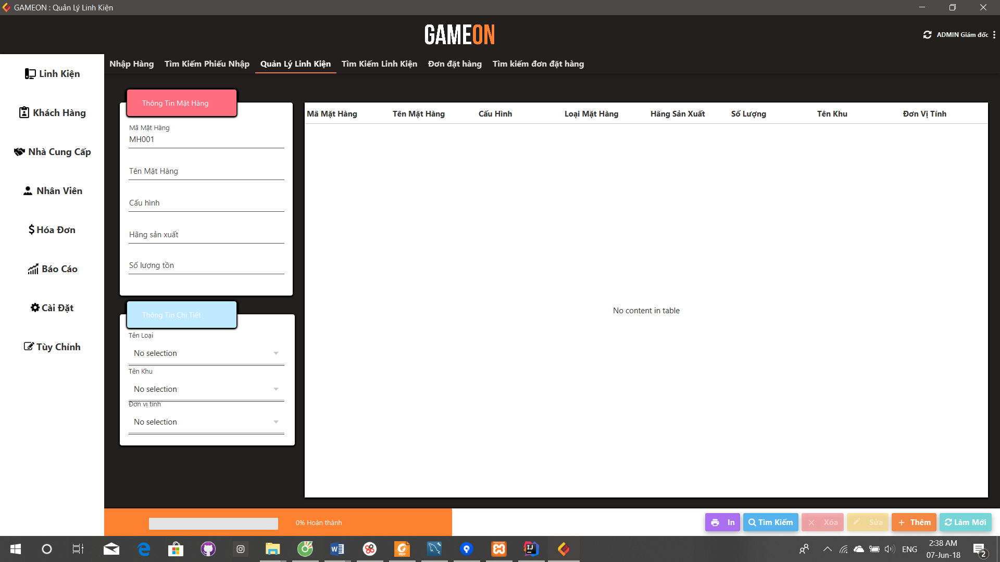 GAMEON : Quản Lý Linh Kiện
GAMEON
ADMIN Giám đốc
Linh Kiện
Khách Hàng
Nhà Cung Cấp
Nhân Viên
Hóa Đơn
Báo Cáo
Cài Đặt
Tùy Chỉnh
Nhập Hàng Tìm Kiếm Phiếu Nhập Quản Lý Linh Kiện Tìm Kiếm Linh Kiện Đơn đặt hàng Tìm kiếm đơn đặt hàng
Thông Tin Mặt Hàng
Mã Mặt Hàng
MH001
Tên Mặt Hàng
Cấu hình
Hãng sản xuất
Số lượng tồn
Thông Tin Chi Tiết
Tên Loại
No selection
Tên Khu
No selection
Đơn vị tính
No selection
Mã Mặt Hàng Tên Mặt Hàng Cấu Hình Loại Mặt Hàng Hãng Sản Xuất Số Lượng Tên Khu Đơn Vị Tính
No content in table
0% Hoàn thành
In Tìm Kiếm Xóa Sửa Thêm Làm Mới
ENG
2:38 AM
07-Jun-18
2